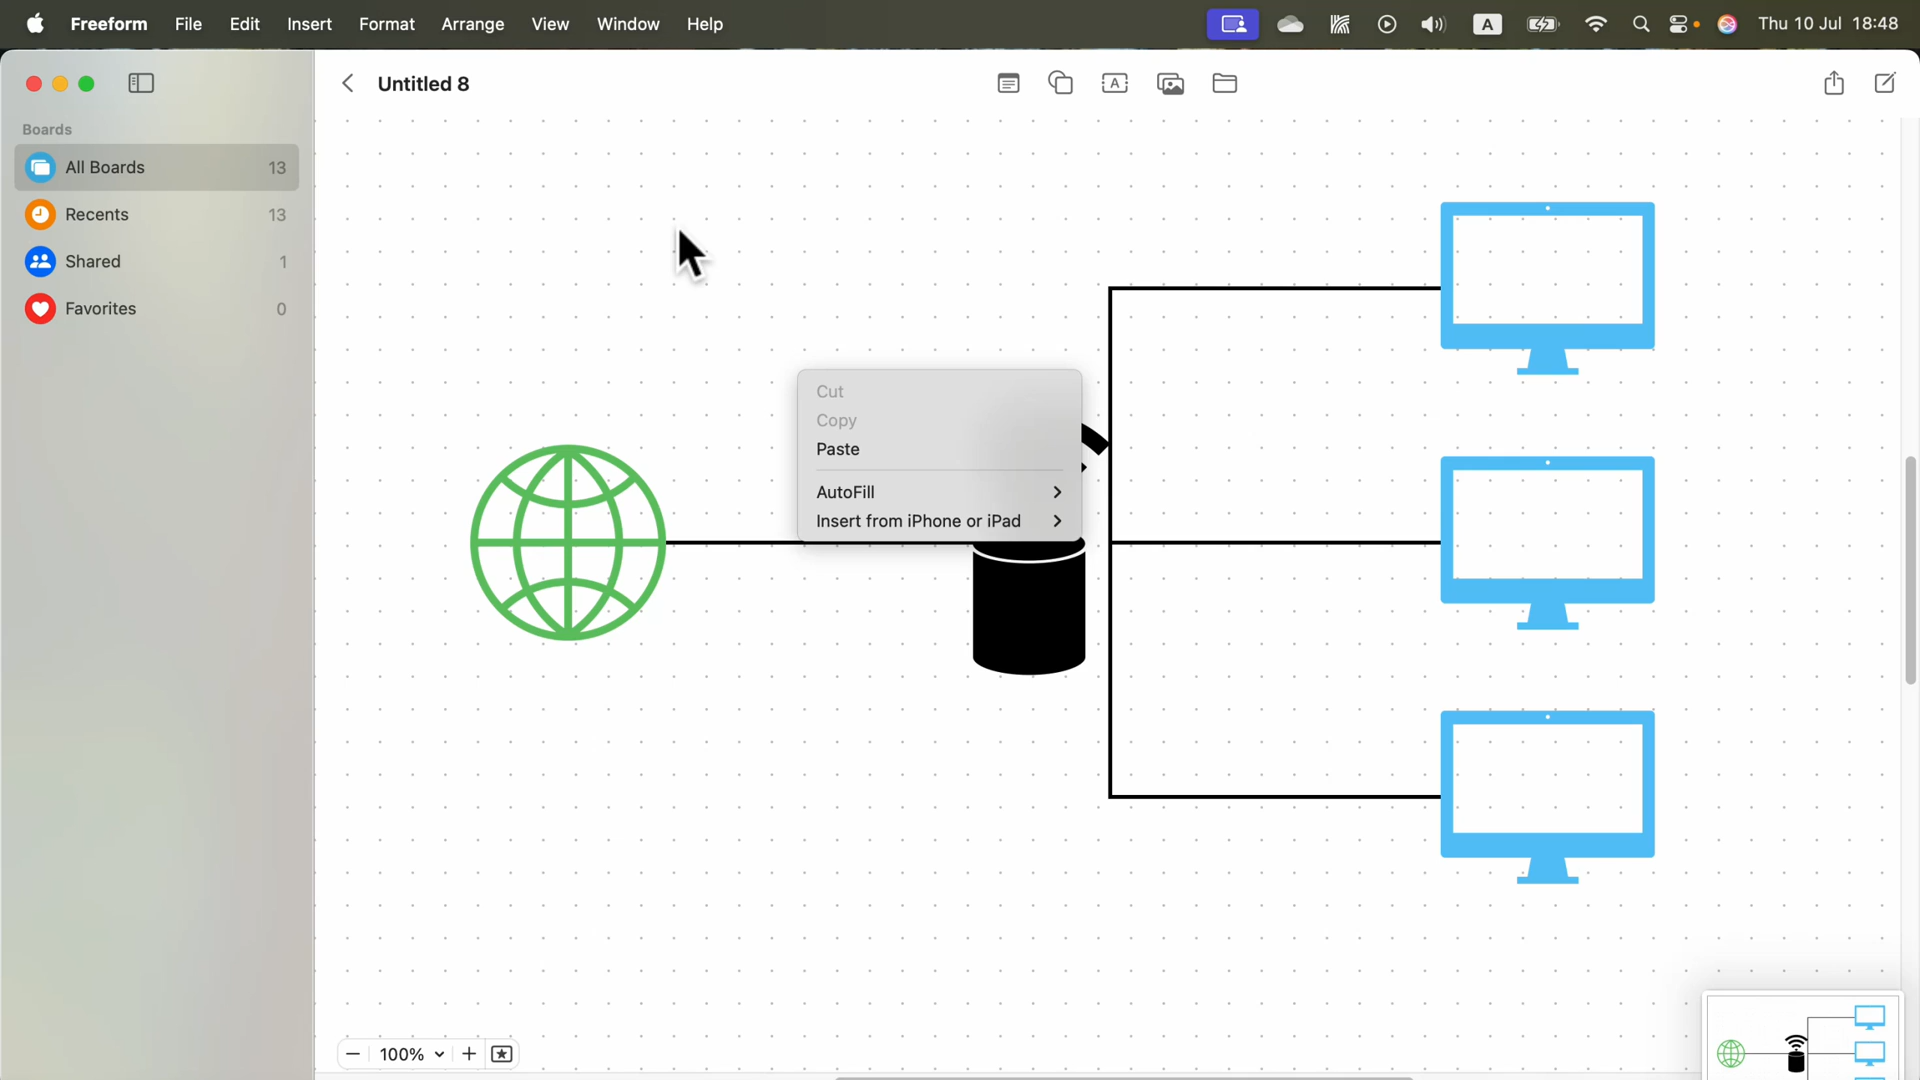 Freeform File Edit Insert Format Arrange View Window Help A Thu 10 Jul 18:48
Untitled 8
A
Boards
All Boards 13
Recents 13
Shared 1
Favorites 0
Cut
Copy
Paste
AutoFill
Insert from iPhone or iPad
100%